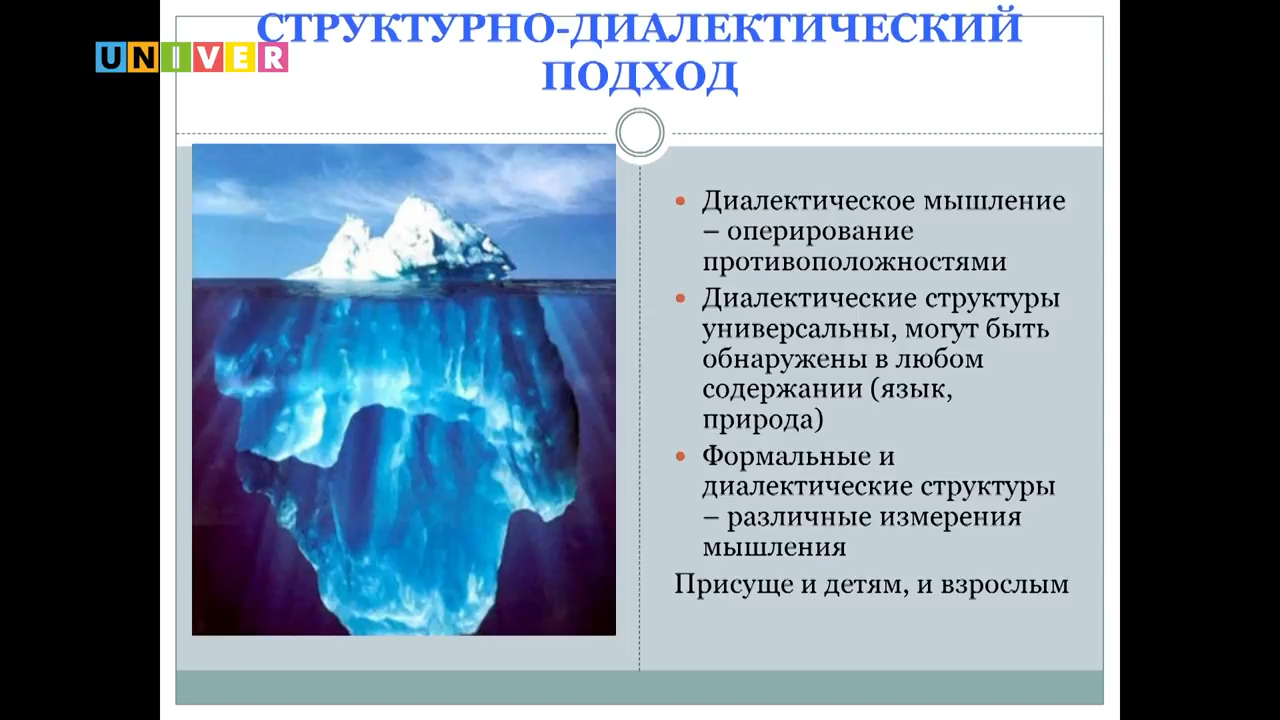 СТРУКТУРНО-ДИАЛЕКТИЧЕСКИЙ
ПОДХОД
UNIVER
Диалектическое мышление
– оперирование
противоположностями
Диалектические структуры
универсальны, могут быть
обнаружены в любом
содержании (язык,
природа)
Формальные и
диалектические структуры
– различные измерения
мышления
Присуще и детям, и взрослым